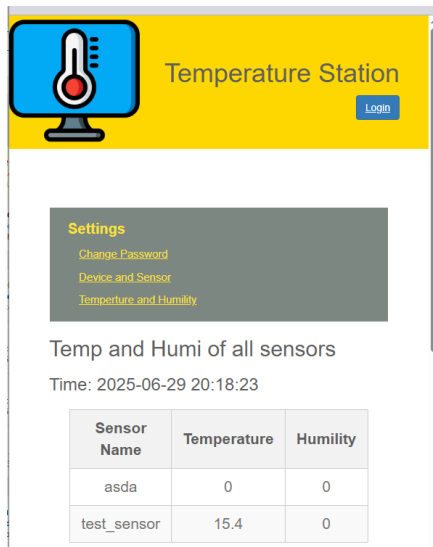 Temperature Station
Login
Settings
Change Password
Device and Sensor
Temperture and Humility
Temp and Humi of all sensors
Time: 2025-06-29 20:18:23
Sensor Name Temperature Humility
asda 0 0
test_sensor 15.4 0